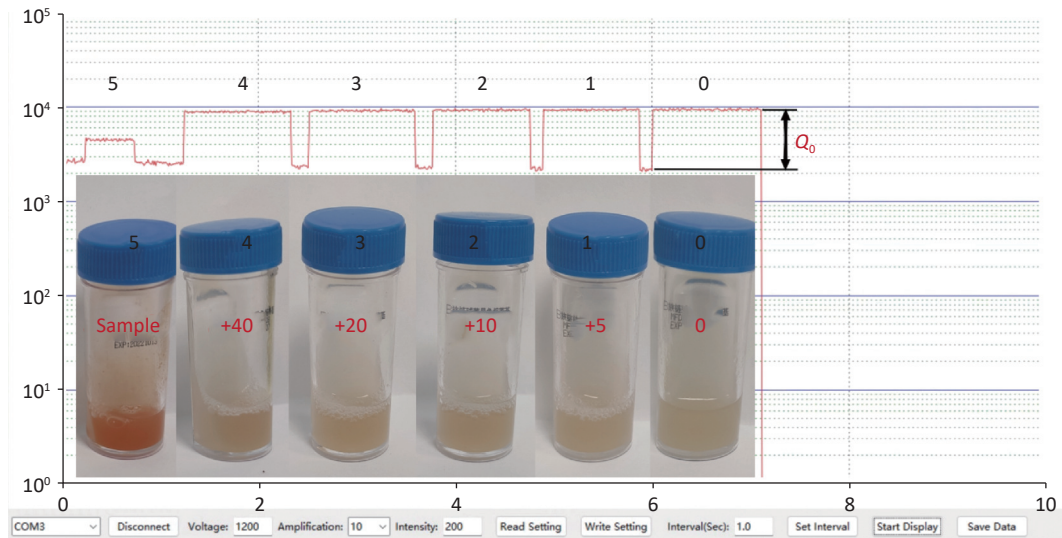 10⁵
5 4 3 2 1 0
10⁴
Q₀
10³
5 4 3 2 1 0
10²
Sample +40 +20 +10 +5 0
10¹
10⁰
0 2 4 6 8 10
COM3 Disconnect Voltage: 1200 Amplification: 10 Intensity: 200 Read Setting Write Setting Interval(Sec): 1.0 Set Interval Start Display Save Data